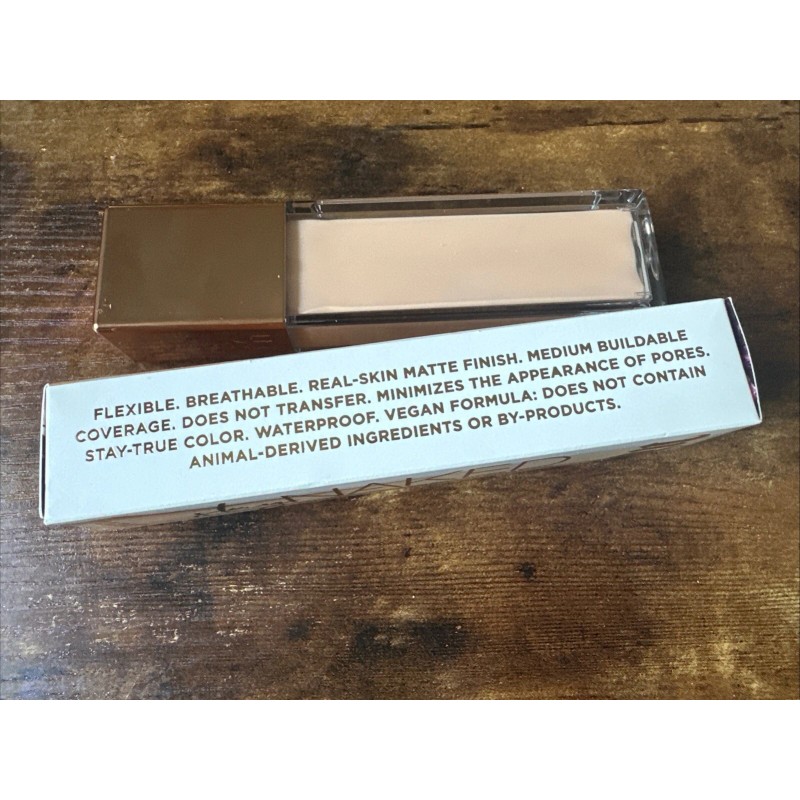 FLEXIBLE. BREATHABLE. REAL-SKIN MATTE FINISH. MEDIUM BUILDABLE
COVERAGE. DOES NOT TRANSFER. MINIMIZES THE APPEARANCE OF PORES.
STAY-TRUE COLOR. WATERPROOF. VEGAN FORMULA: DOES NOT CONTAIN
ANIMAL-DERIVED INGREDIENTS OR BY-PRODUCTS.
NAKED